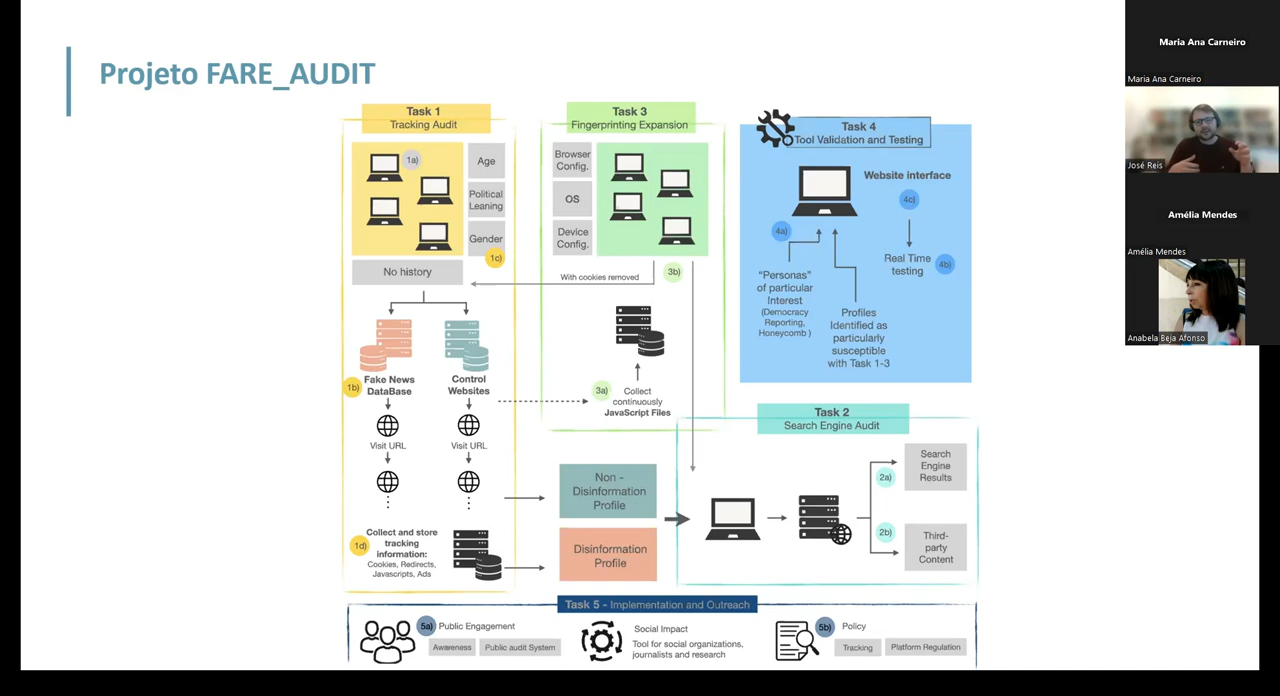 Projeto FARE_AUDIT
Task 1
Tracking Audit
1a)
Age
Political
Leaning
Gender
1c)
No history
1b)
Fake News
DataBase
Control
Websites
Visit URL
Visit URL
1d)
Collect and store
tracking
information:
Cookies, Redirects,
Javascripts, Ads
Task 3
Fingerprinting Expansion
Browser
Config.
OS
Device
Config.
With cookies removed
3b)
3a)
Collect
continuously
JavaScript Files
Non -
Disinformation
Profile
Disinformation
Profile
Task 4
Tool Validation and Testing
Website interface
4c)
4a)
Real Time
testing
4b)
"Personas"
of particular
Interest
(Democracy
Reporting,
Honeycomb )
Profiles
Identified as
particularly
susceptible
with Task 1-3
Task 2
Search Engine Audit
2a)
Search
Engine
Results
2b)
Third-
party
Content
Task 5 - Implementation and Outreach
5a)
Public Engagement
Awareness
Public audit System
Social Impact
Tool for social organizations,
journalists and research
5b)
Policy
Tracking
Platform Regulation
Maria Ana Carneiro
Maria Ana Carneiro
José Reis
Amélia Mendes
Amélia Mendes
Anabela Beja Afonso